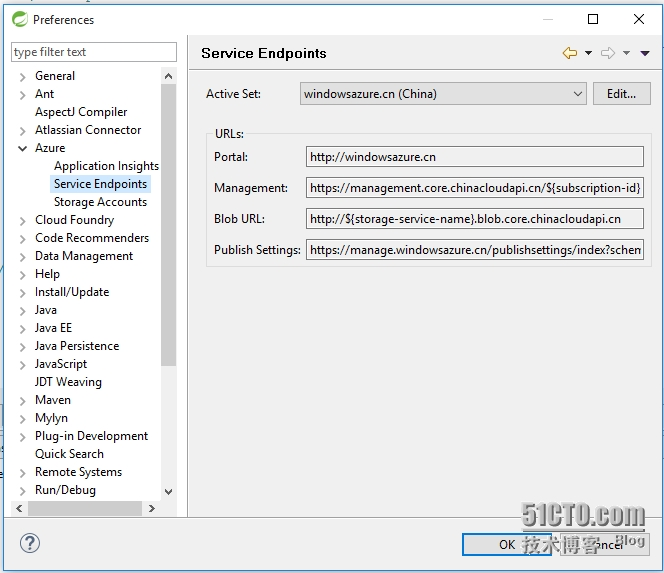 Preferences
type filter text
General
Ant
AspectJ Compiler
Atlassian Connector
Azure
Application Insights
Service Endpoints
Storage Accounts
Cloud Foundry
Code Recommenders
Data Management
Help
Install/Update
Java
Java EE
Java Persistence
JavaScript
JDT Weaving
Maven
Mylyn
Plug-in Development
Quick Search
Remote Systems
Run/Debug
Service Endpoints
Active Set:
windowsazure.cn (China)
Edit...
URLs:
Portal:
http://windowsazure.cn
Management:
https://management.core.chinacloudapi.cn/${subscription-id}
Blob URL:
http://${storage-service-name}.blob.core.chinacloudapi.cn
Publish Settings:
https://manage.windowsazure.cn/publishsettings/index?schem
OK
51CTO.com
技术博客 Blog